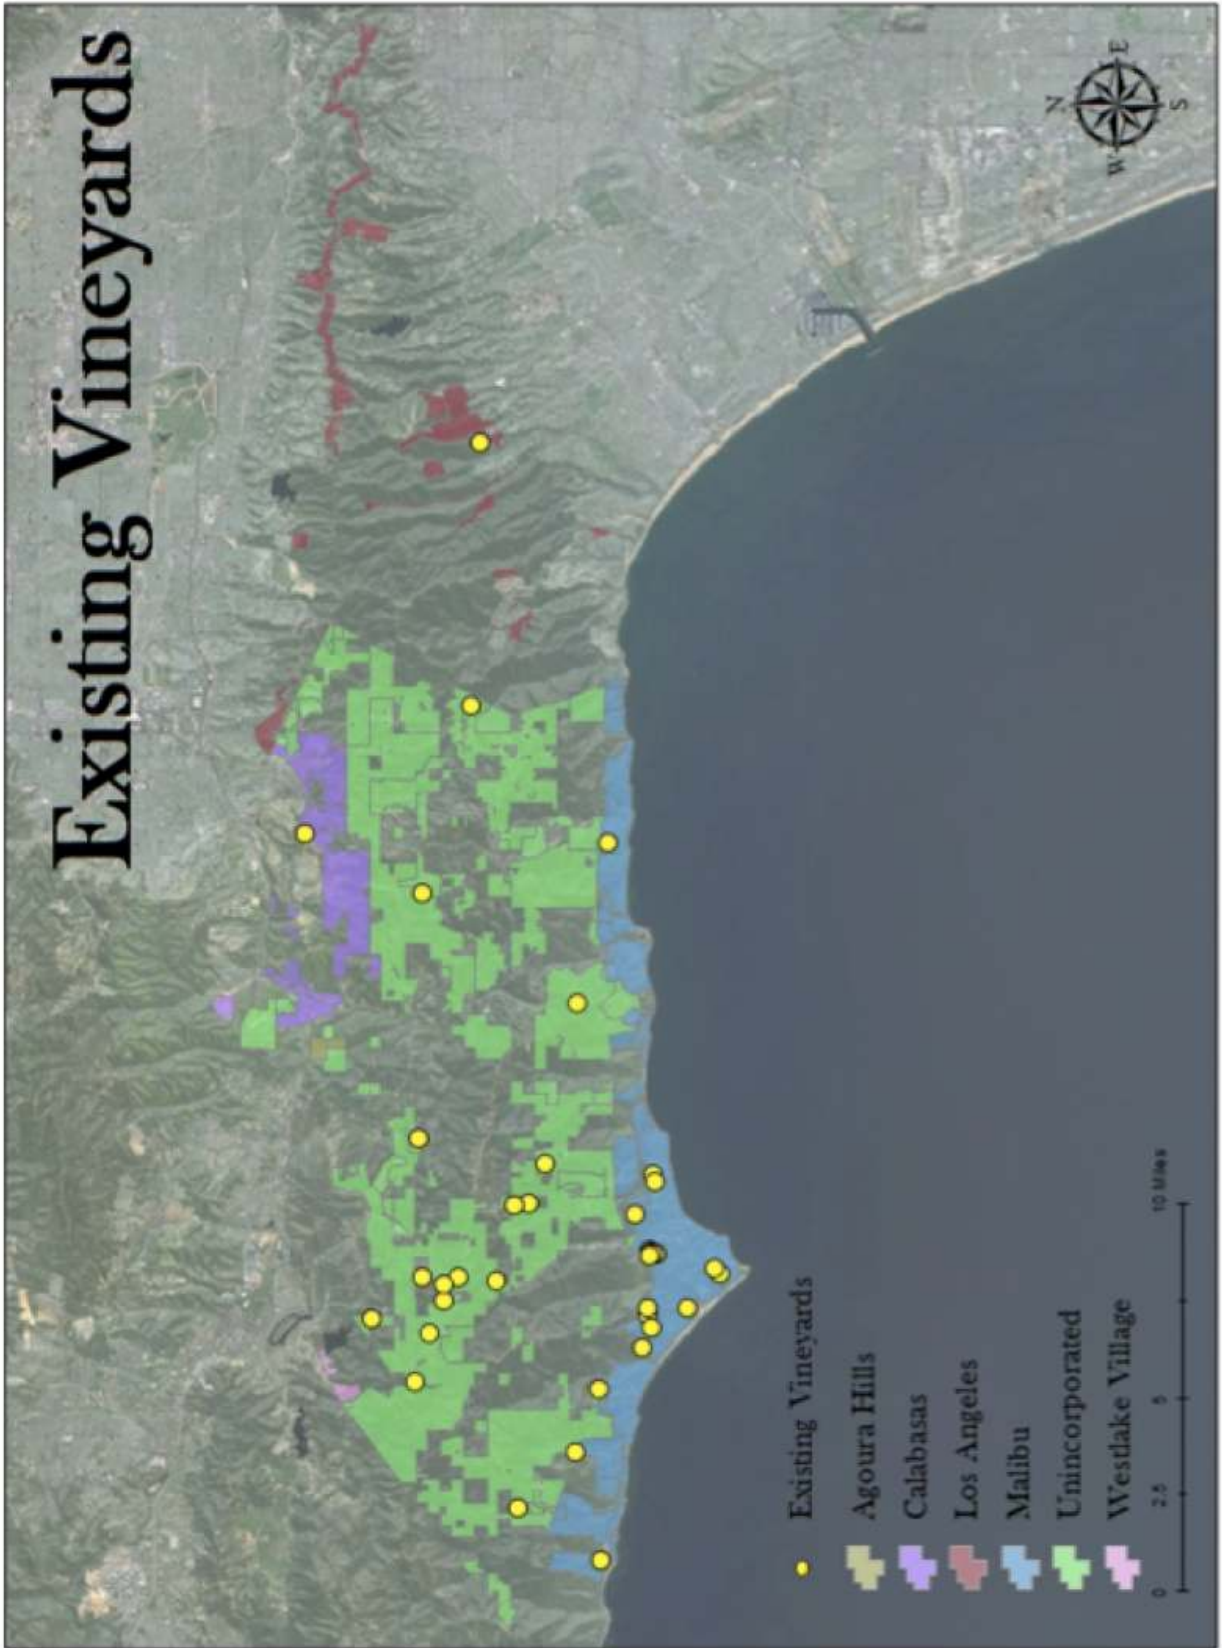 Existing Vineyards
N
W
E
S
Existing Vineyards
Agoura Hills
Calabasas
Los Angeles
Malibu
Unincorporated
Westlake Village
0 2.5 5 10 Miles